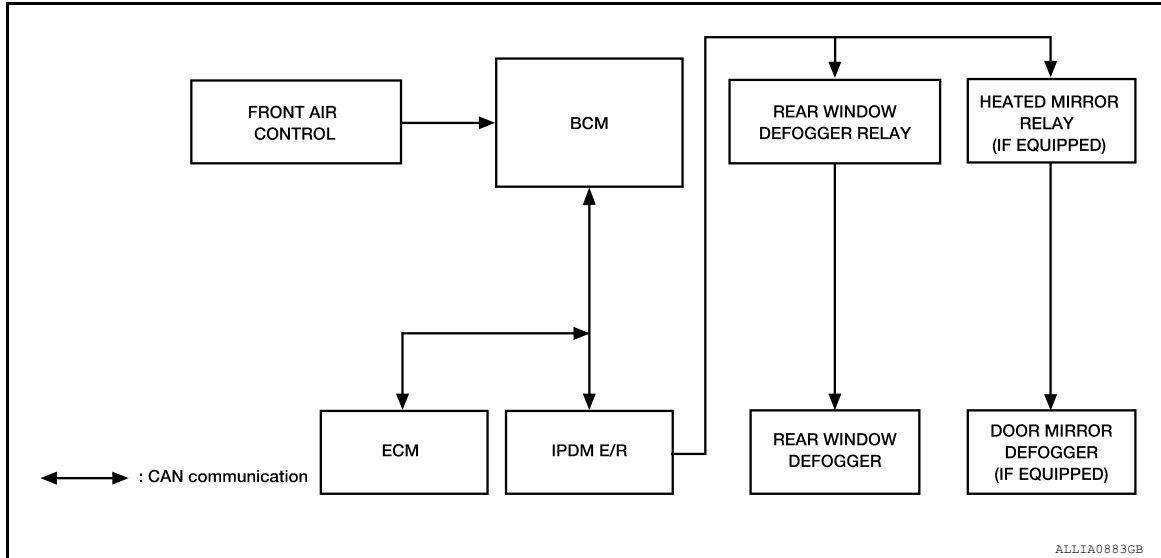 FRONT AIR
CONTROL
BCM
REAR WINDOW
DEFOGGER RELAY
HEATED MIRROR
RELAY
(IF EQUIPPED)
ECM
IPDM E/R
REAR WINDOW
DEFOGGER
DOOR MIRROR
DEFOGGER
(IF EQUIPPED)
: CAN communication
ALLIA0883GB